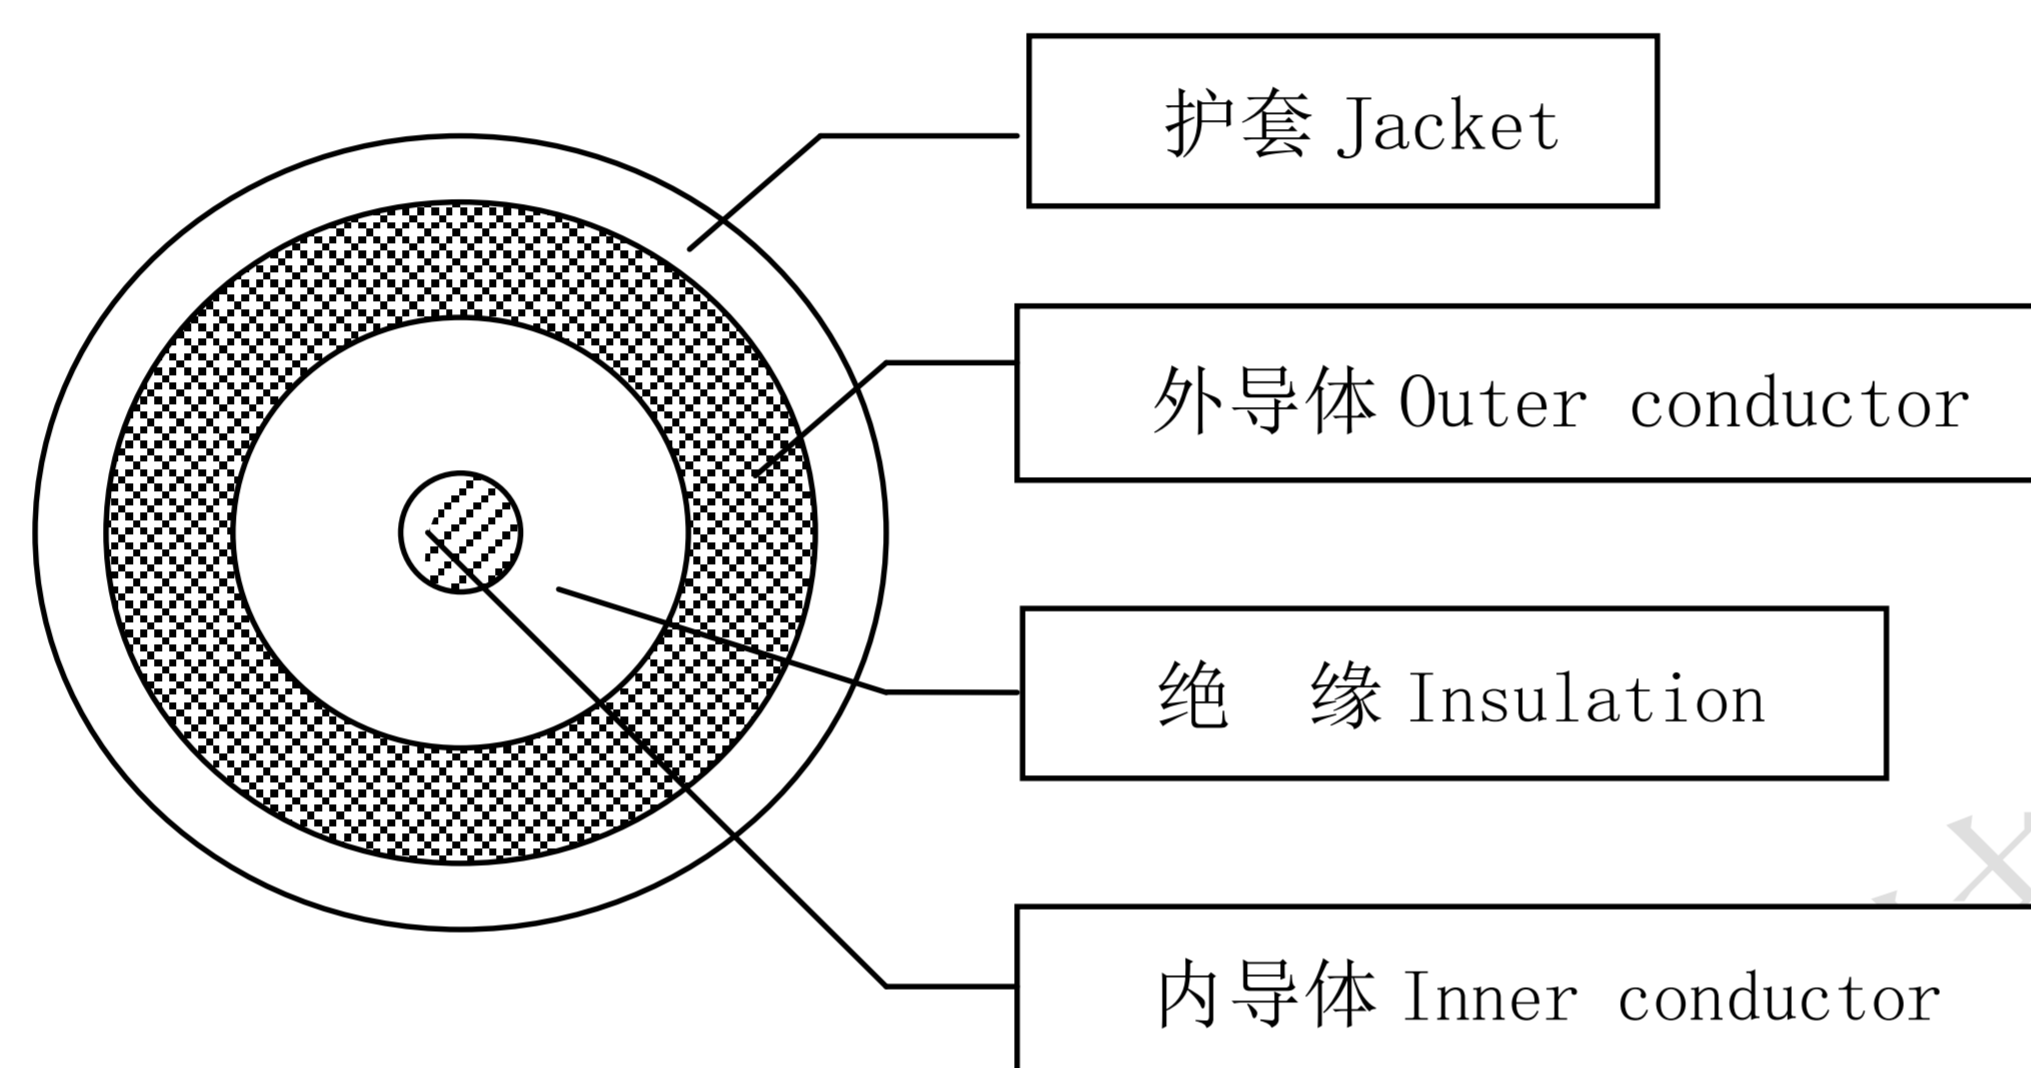 护套 Jacket
外导体 Outer conductor
绝 缘 Insulation
内导体 Inner conductor